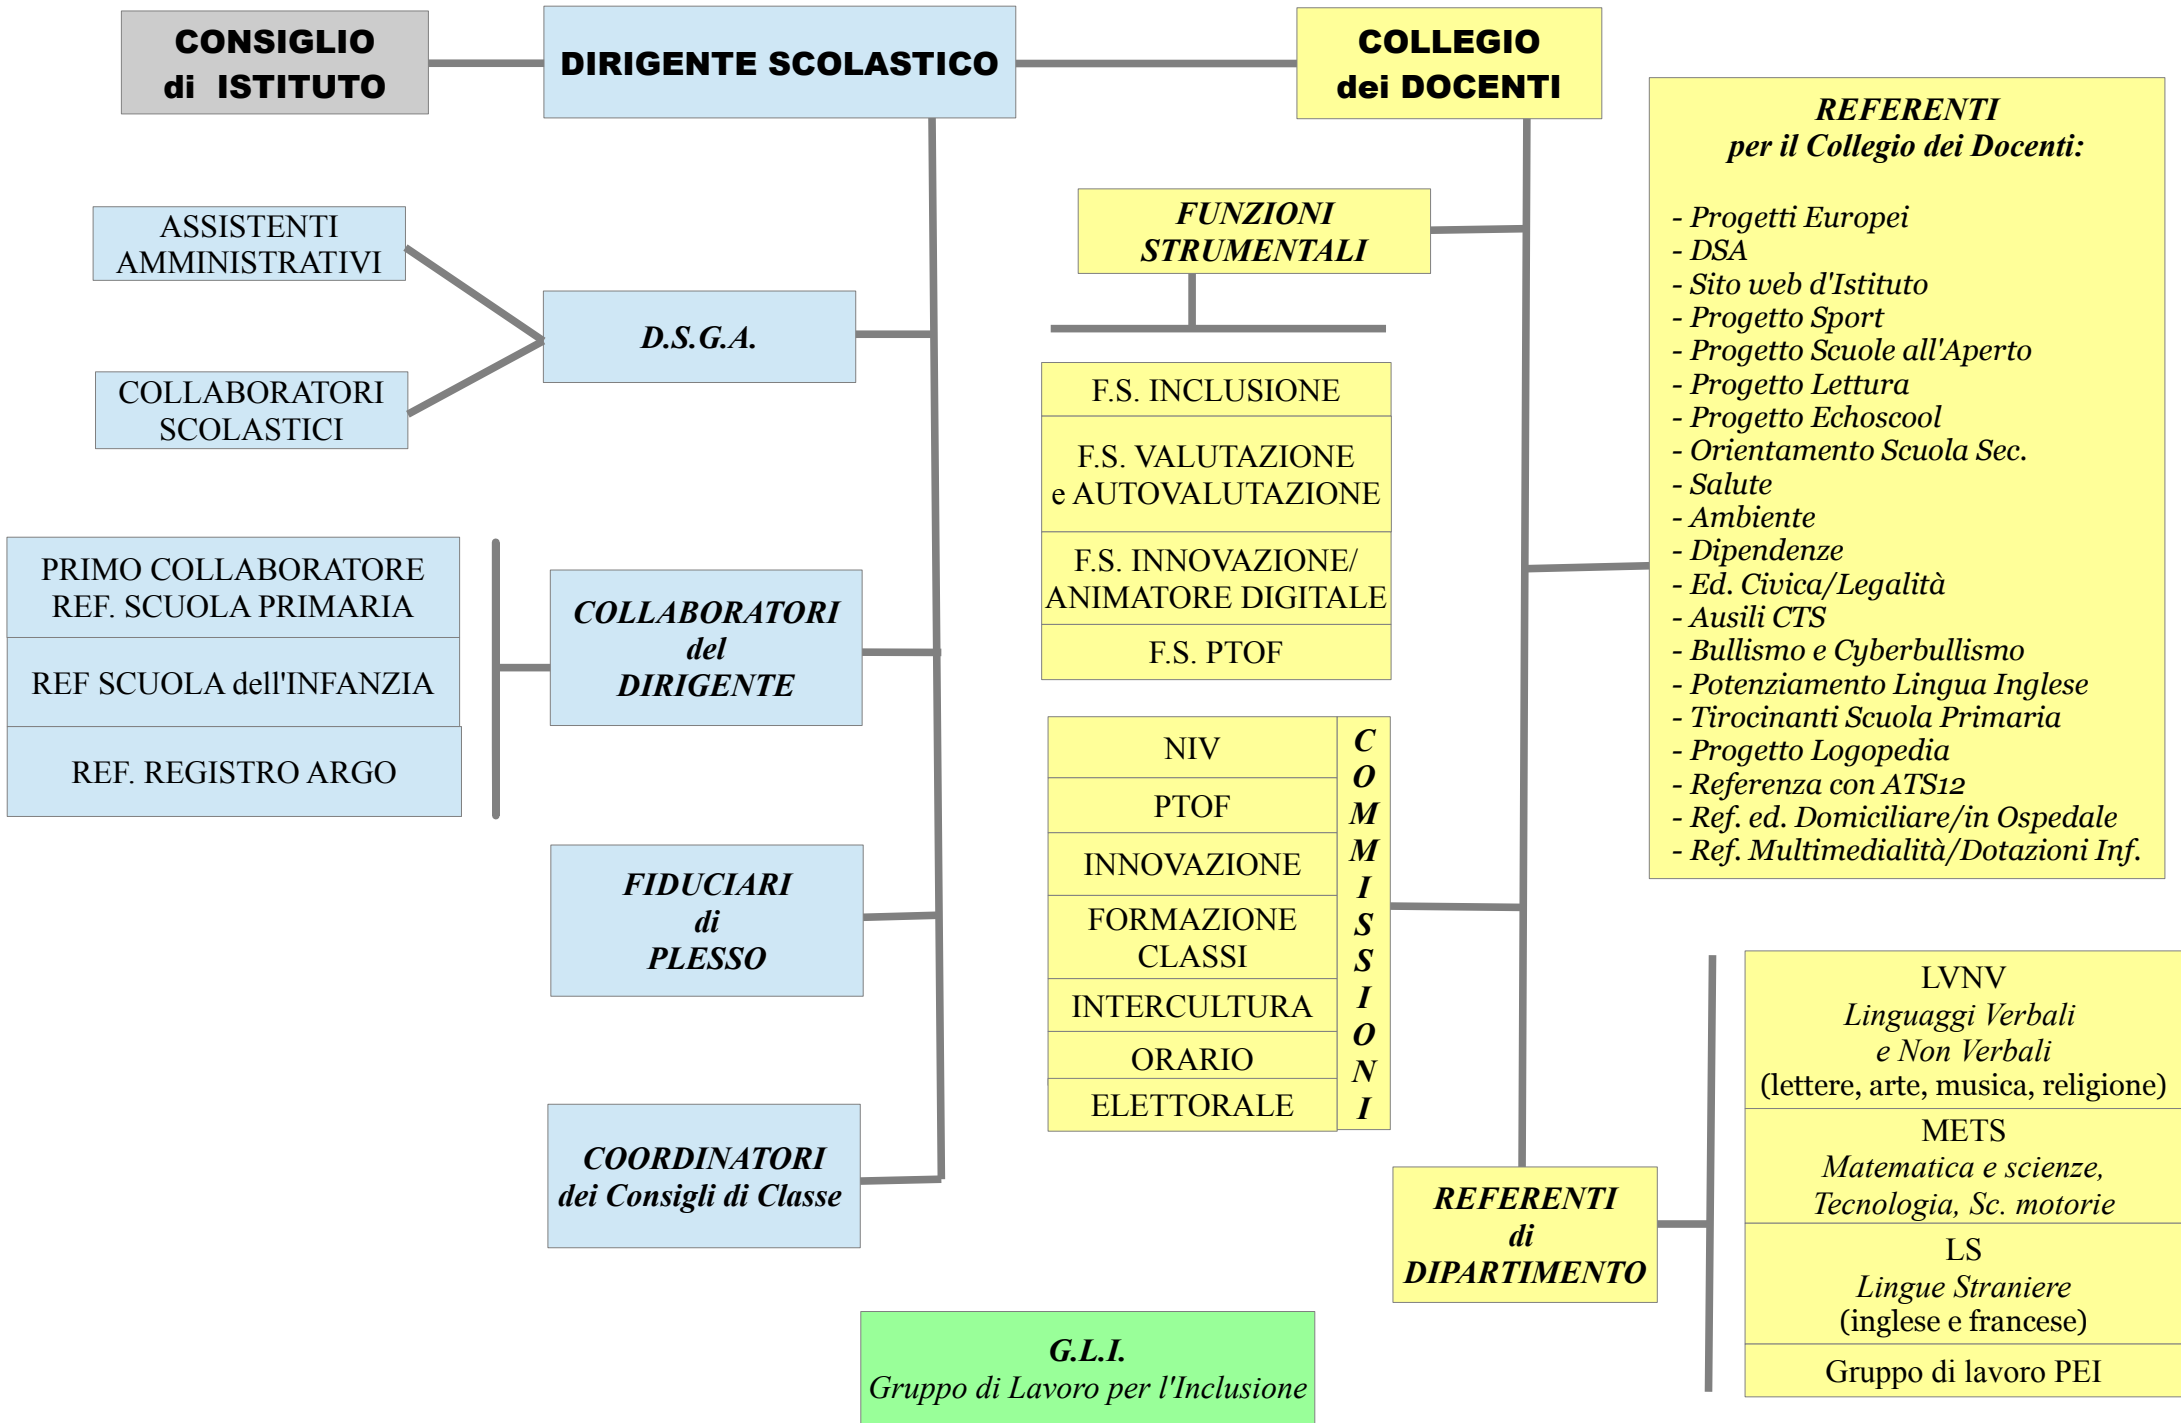 CONSIGLIO
di ISTITUTO
DIRIGENTE SCOLASTICO
COLLEGIO
dei DOCENTI
ASSISTENTI
AMMINISTRATIVI
COLLABORATORI
SCOLASTICI
D.S.G.A.
PRIMO COLLABORATORE
REF. SCUOLA PRIMARIA
REF SCUOLA dell'INFANZIA
REF. REGISTRO ARGO
COLLABORATORI
del
DIRIGENTE
FIDUCIARI
di
PLESSO
COORDINATORI
dei Consigli di Classe
FUNZIONI
STRUMENTALI
F.S. INCLUSIONE
F.S. VALUTAZIONE
e AUTOVALUTAZIONE
F.S. INNOVAZIONE/
ANIMATORE DIGITALE
F.S. PTOF
NIV
PTOF
INNOVAZIONE
FORMAZIONE
CLASSI
INTERCULTURA
ORARIO
ELETTORALE
COMMISSIONI
REFERENTI
per il Collegio dei Docenti:
- Progetti Europei
- DSA
- Sito web d'Istituto
- Progetto Sport
- Progetto Scuole all'Aperto
- Progetto Lettura
- Progetto Echoscool
- Orientamento Scuola Sec.
- Salute
- Ambiente
- Dipendenze
- Ed. Civica/Legalità
- Ausili CTS
- Bullismo e Cyberbullismo
- Potenziamento Lingua Inglese
- Tirocinanti Scuola Primaria
- Progetto Logopedia
- Referenza con ATS12
- Ref. ed. Domiciliare/in Ospedale
- Ref. Multimedialità/Dotazioni Inf.
REFERENTI
di
DIPARTIMENTO
LVNV
Linguaggi Verbali
e Non Verbali
(lettere, arte, musica, religione)
METS
Matematica e scienze,
Tecnologia, Sc. motorie
LS
Lingue Straniere
(inglese e francese)
Gruppo di lavoro PEI
G.L.I.
Gruppo di Lavoro per l'Inclusione